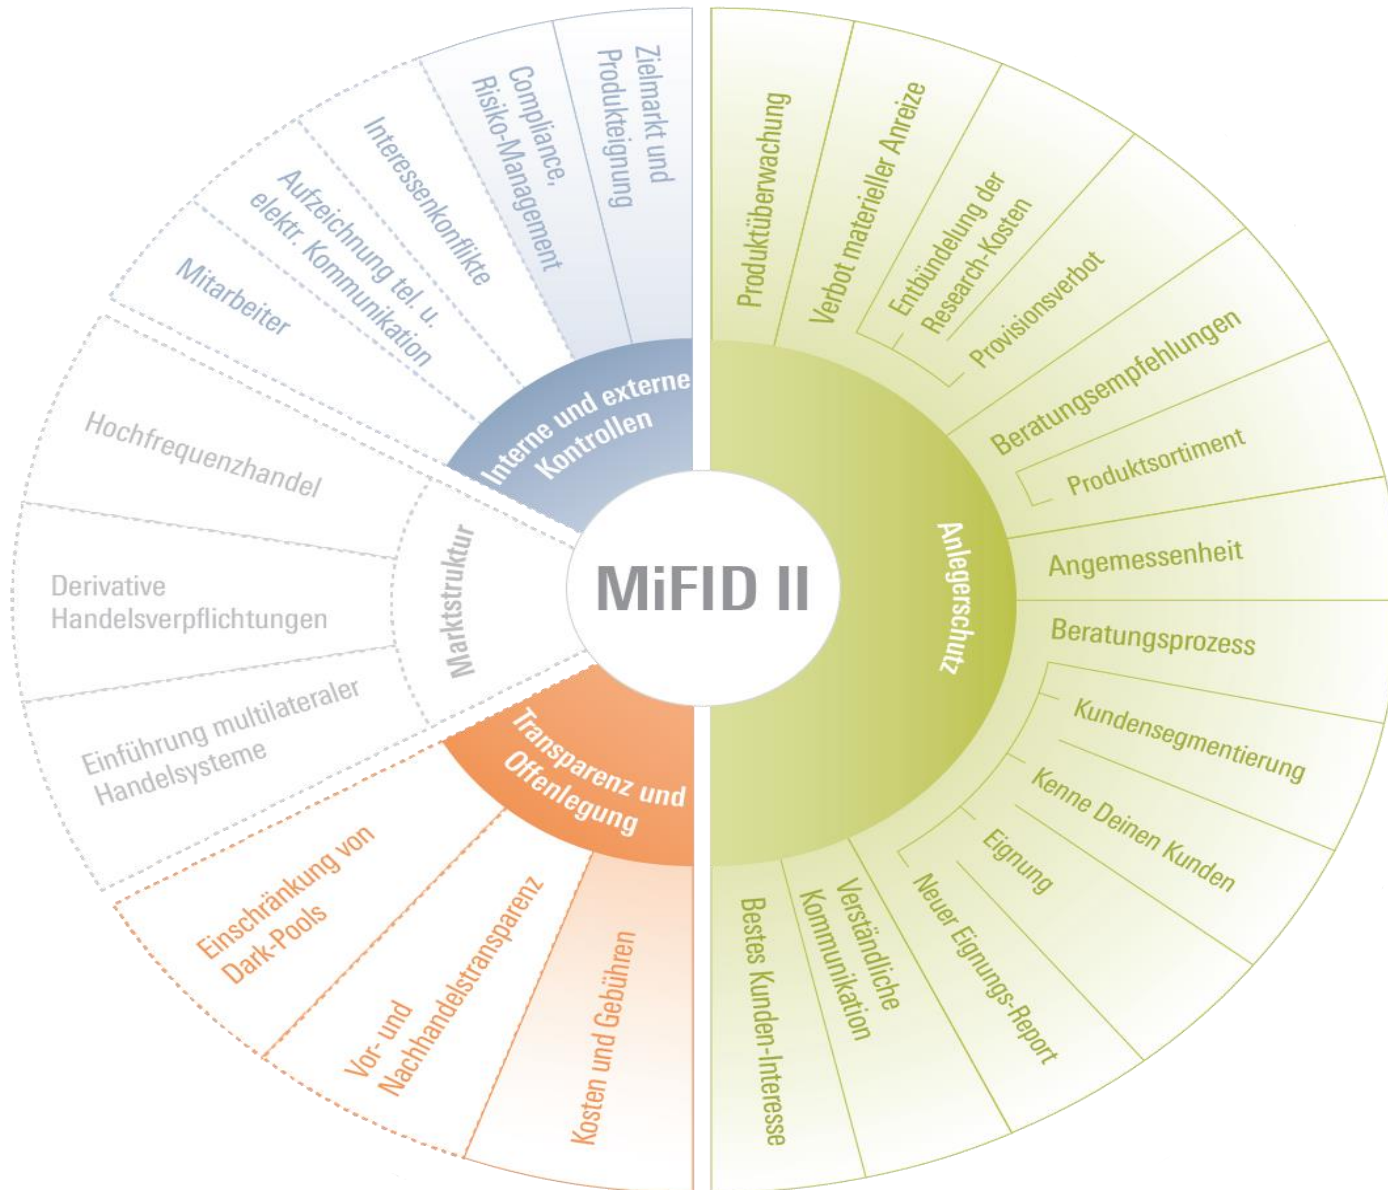 MiFID II
Interne und externe
Kontrollen
Mitarbeiter
Aufzeichnung tel. u.
elektr. Kommunikation
Interessenkonflikte
Compliance,
Risiko-Management
Zielmarkt und
Produkteignung
Anlegerschutz
Produktüberwachung
Verbot materieller Anreize
Entbündelung der
Research-Kosten
Provisionsverbot
Beratungsempfehlungen
Produktsortiment
Angemessenheit
Beratungsprozess
Kundensegmentierung
Kenne Deinen Kunden
Eignung
Neuer Eignungs-Report
Verständliche
Kommunikation
Bestes Kunden-Interesse
Transparenz und
Offenlegung
Kosten und Gebühren
Vor- und
Nachhandelstransparenz
Einschränkung von
Dark-Pools
Marktstruktur
Einführung multilateraler
Handelsysteme
Derivative
Handelsverpflichtungen
Hochfrequenzhandel